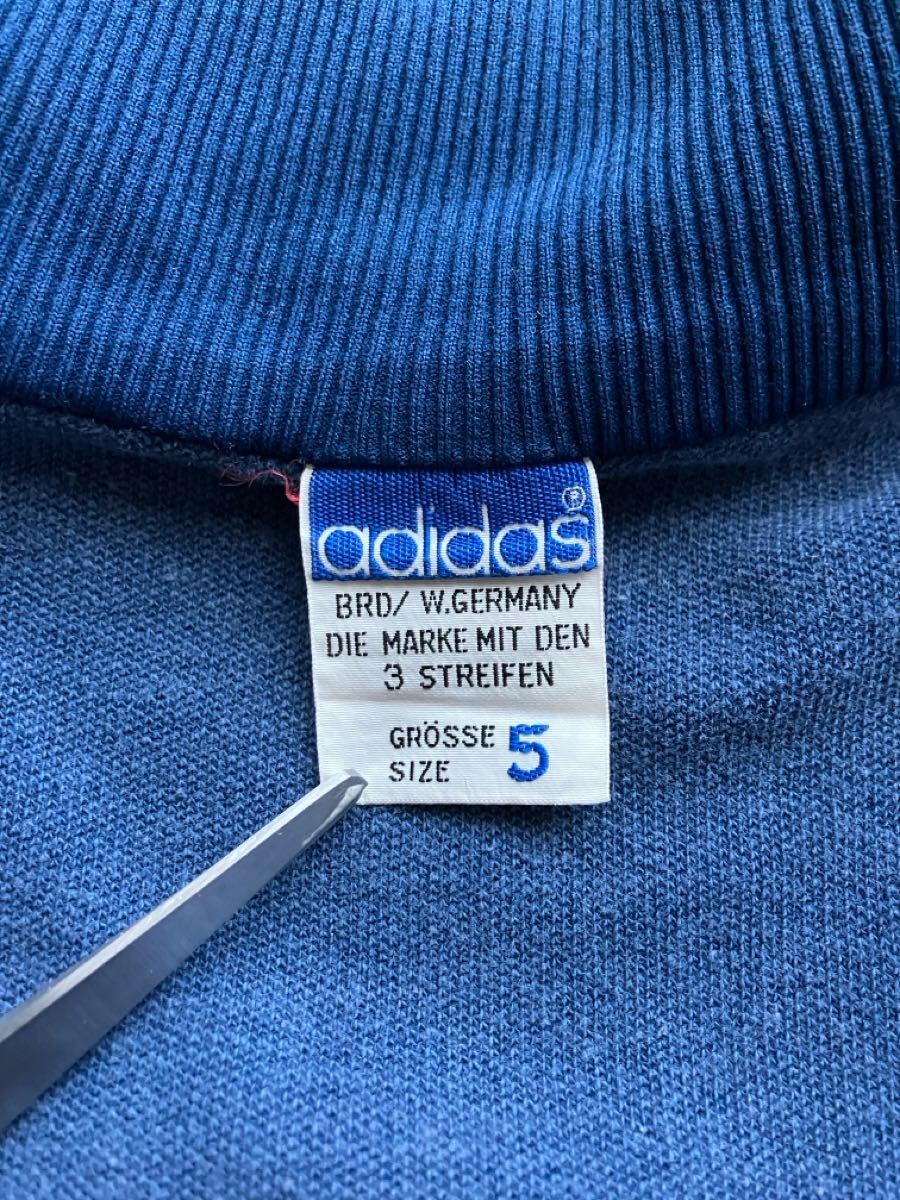 adidas®
BRD/ W.GERMANY
DIE MARKE MIT DEN
3 STREIFEN
GRÖSSE 5
SIZE